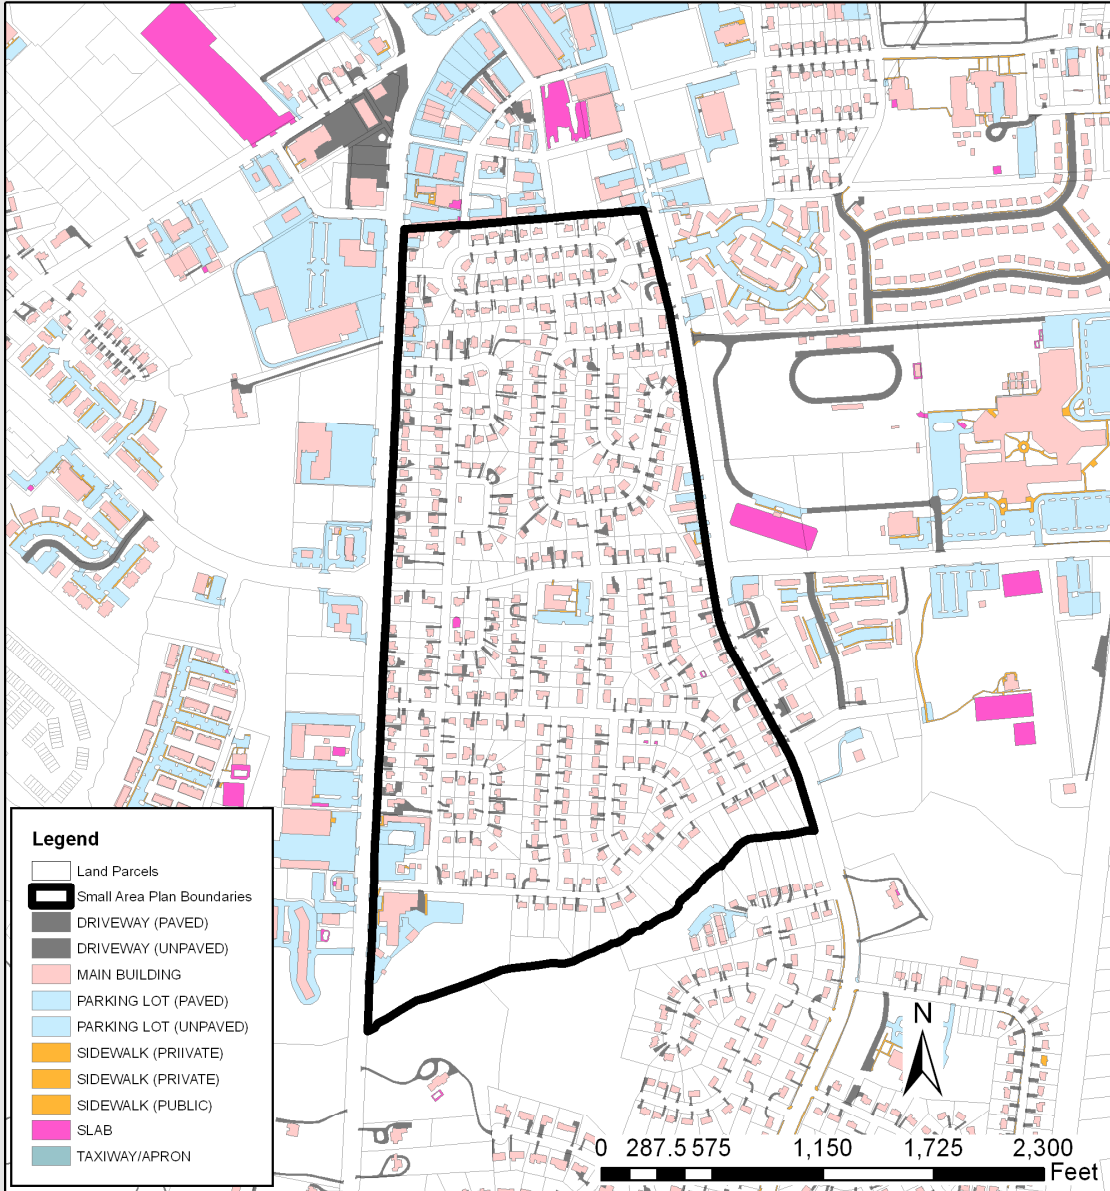 Legend
Land Parcels
Small Area Plan Boundaries
DRIVEWAY (PAVED)
DRIVEWAY (UNPAVED)
MAIN BUILDING
PARKING LOT (PAVED)
PARKING LOT (UNPAVED)
SIDEWALK (PRIIVATE)
SIDEWALK (PRIVATE)
SIDEWALK (PUBLIC)
SLAB
TAXIWAY/APRON
N
0 287.5 575 1,150 1,725 2,300
Feet